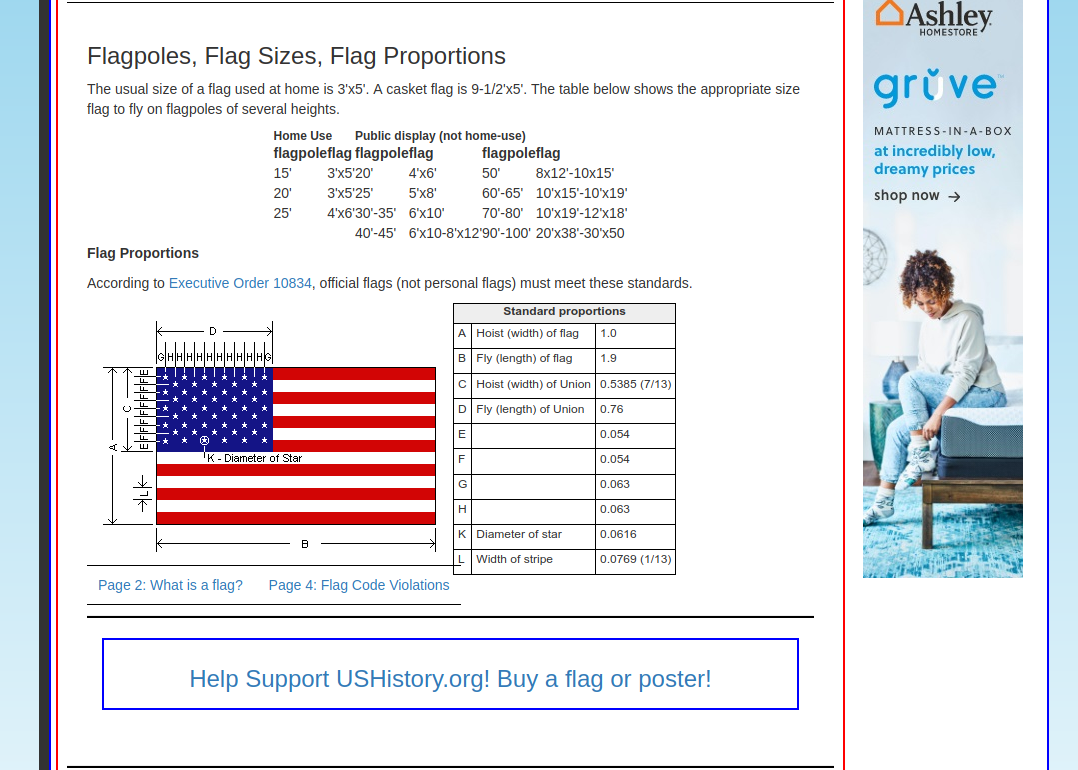 Flagpoles, Flag Sizes, Flag Proportions
The usual size of a flag used at home is 3'x5'. A casket flag is 9-1/2'x5'. The table below shows the appropriate size
flag to fly on flagpoles of several heights.
Home Use Public display (not home-use)
flagpole flag flagpole flag flagpole flag
15' 3'x5' 20' 4'x6' 50' 8x12'-10x15'
20' 3'x5' 25' 5'x8' 60'-65' 10'x15'-10'x19'
25' 4'x6' 30'-35' 6'x10' 70'-80' 10'x19'-12'x18'
40'-45' 6'x10-8'x12' 90'-100' 20'x38'-30'x50
Flag Proportions
According to Executive Order 10834, official flags (not personal flags) must meet these standards.
D
G H H H H H H H H H H G
E F F F F F F F F E
C
A
K - Diameter of Star
L
B
Standard proportions
A Hoist (width) of flag 1.0
B Fly (length) of flag 1.9
C Hoist (width) of Union 0.5385 (7/13)
D Fly (length) of Union 0.76
E 0.054
F 0.054
G 0.063
H 0.063
K Diameter of star 0.0616
L Width of stripe 0.0769 (1/13)
Page 2: What is a flag? Page 4: Flag Code Violations
Help Support USHistory.org! Buy a flag or poster!
Ashley
HOMESTORE
grüve™
MATTRESS-IN-A-BOX
at incredibly low,
dreamy prices
shop now →